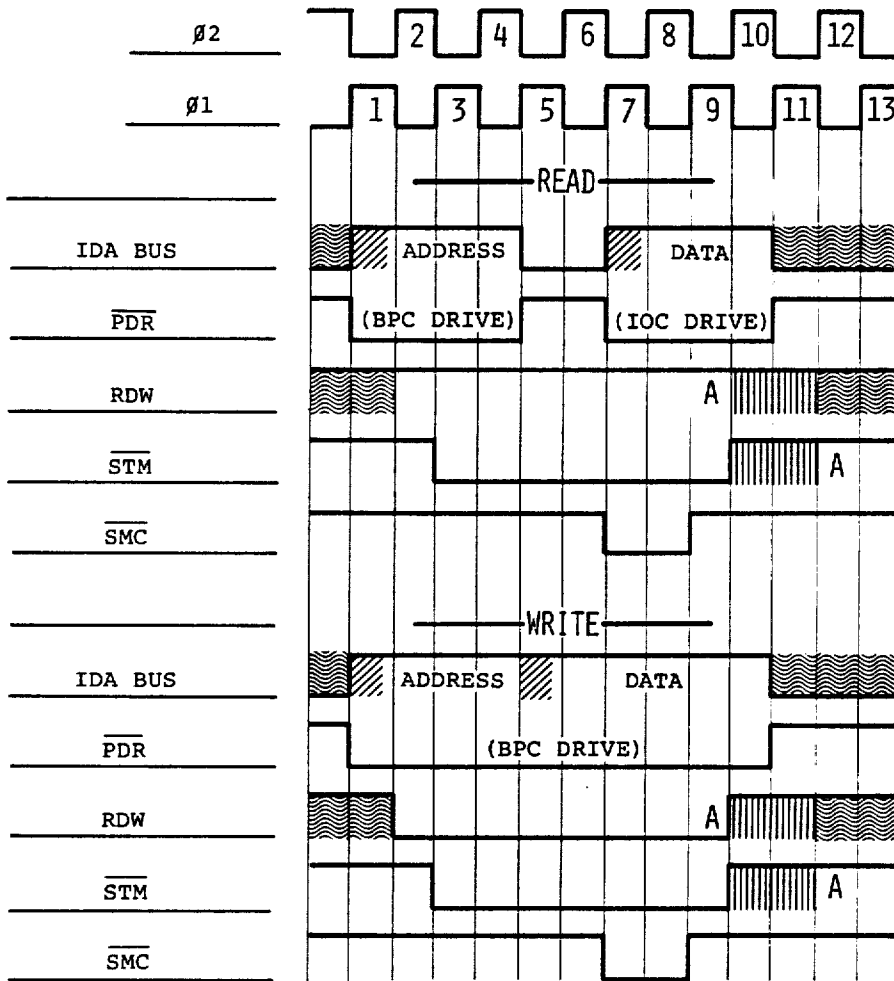 ø2 2 4 6 8 10 12
ø1 1 3 5 7 9 11 13
READ
IDA BUS ADDRESS DATA
PDR (BPC DRIVE) (IOC DRIVE)
RDW A
STM A
SMC
WRITE
IDA BUS ADDRESS DATA
PDR (BPC DRIVE)
RDW A
STM A
SMC